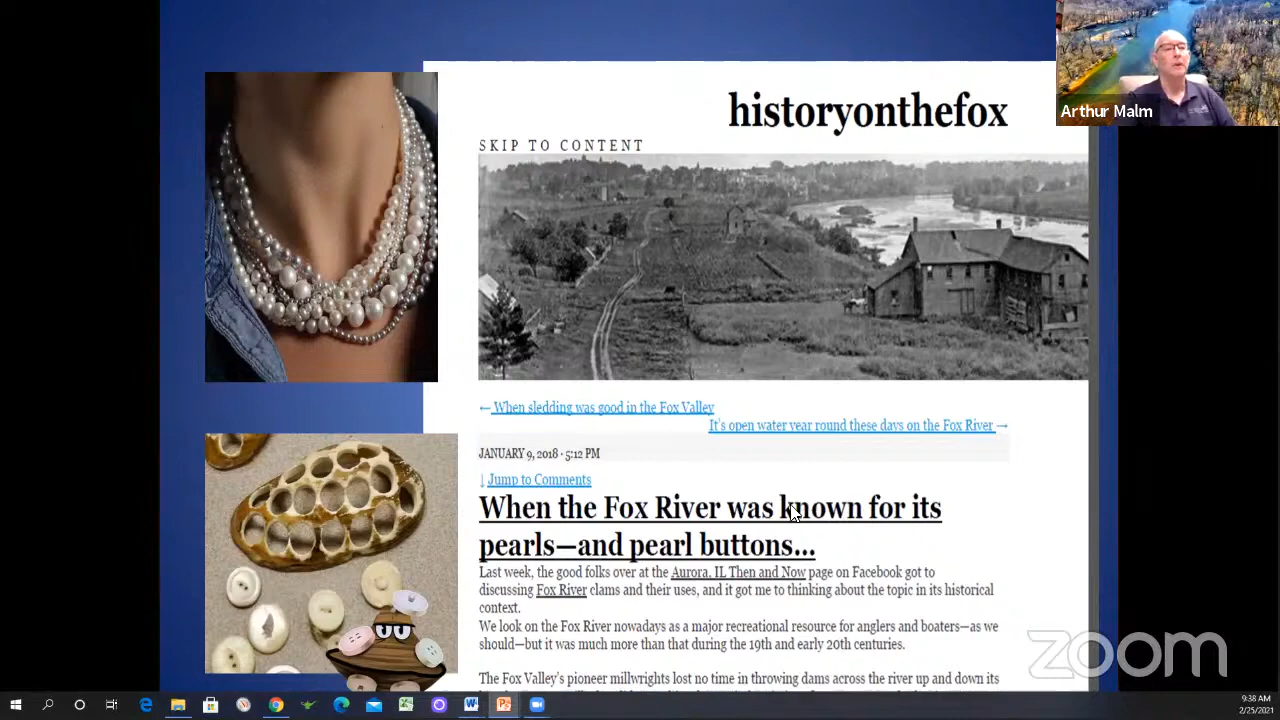 Arthur Malm
historyonthefox
SKIP TO CONTENT
← When sledding was good in the Fox Valley
It's open water year round these days on the Fox River →
JANUARY 9, 2018 · 5:12 PM
↓ Jump to Comments
When the Fox River was known for its
pearls—and pearl buttons…
Last week, the good folks over at the Aurora, IL Then and Now page on Facebook got to
discussing Fox River clams and their uses, and it got me to thinking about the topic in its historical
context.
We look on the Fox River nowadays as a major recreational resource for anglers and boaters—as we
should—but it was much more than that during the 19th and early 20th centuries.
The Fox Valley's pioneer millwrights lost no time in throwing dams across the river up and down its
zoom
9:38 AM
2/25/2021